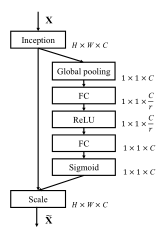 X
Inception
H × W × C
Global pooling
1 × 1 × C
FC
1 × 1 × C/r
ReLU
1 × 1 × C/r
FC
1 × 1 × C
Sigmoid
1 × 1 × C
Scale
H × W × C
X̃